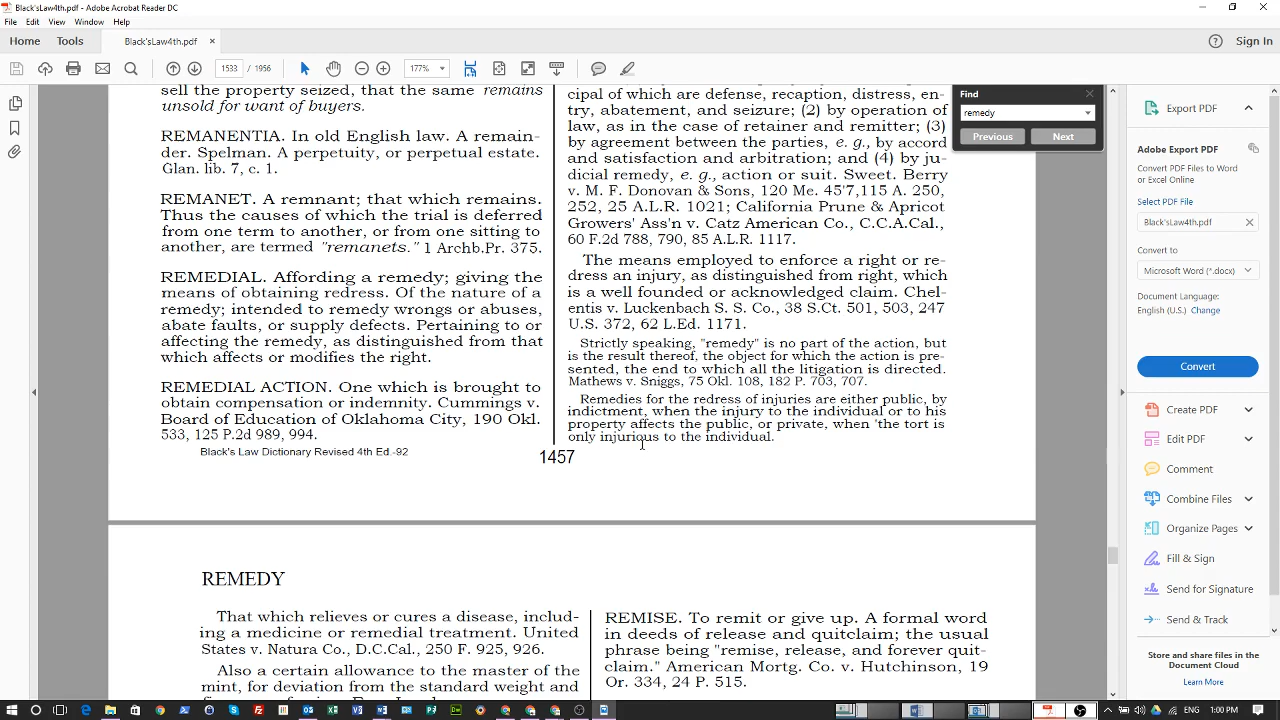 Black'sLaw4th.pdf - Adobe Acrobat Reader DC
File Edit View Window Help
Home Tools Black'sLaw4th.pdf × Sign In
1533 / 1956 177%
sell the property seized, that the same remains
unsold for want of buyers.
REMANENTIA. In old English law. A remain-
der. Spelman. A perpetuity, or perpetual estate.
Glan. lib. 7, c. 1.
REMANET. A remnant; that which remains.
Thus the causes of which the trial is deferred
from one term to another, or from one sitting to
another, are termed "remanets." 1 Archb.Pr. 375.
REMEDIAL. Affording a remedy; giving the
means of obtaining redress. Of the nature of a
remedy; intended to remedy wrongs or abuses,
abate faults, or supply defects. Pertaining to or
affecting the remedy, as distinguished from that
which affects or modifies the right.
REMEDIAL ACTION. One which is brought to
obtain compensation or indemnity. Cummings v.
Board of Education of Oklahoma City, 190 Okl.
533, 125 P.2d 989, 994.
Black's Law Dictionary Revised 4th Ed.-92
cipal of which are defense, recaption, distress, en-
try, abatement, and seizure; (2) by operation of
law, as in the case of retainer and remitter; (3)
by agreement between the parties, e. g., by accord
and satisfaction and arbitration; and (4) by ju-
dicial remedy, e. g., action or suit. Sweet. Berry
v. M. F. Donovan & Sons, 120 Me. 45'7,115 A. 250,
252, 25 A.L.R. 1021; California Prune & Apricot
Growers' Ass'n v. Catz American Co., C.C.A.Cal.,
60 F.2d 788, 790, 85 A.L.R. 1117.
The means employed to enforce a right or re-
dress an injury, as distinguished from right, which
is a well founded or acknowledged claim. Chel-
entis v. Luckenbach S. S. Co., 38 S.Ct. 501, 503, 247
U.S. 372, 62 L.Ed. 1171.
Strictly speaking, "remedy" is no part of the action, but
is the result thereof, the object for which the action is pre-
sented, the end to which all the litigation is directed.
Mathews v. Sniggs, 75 Okl. 108, 182 P. 703, 707.
Remedies for the redress of injuries are either public, by
indictment, when the injury to the individual or to his
property affects the public, or private, when 'the tort is
only injurious to the individual.
1457
REMEDY
That which relieves or cures a disease, includ-
ing a medicine or remedial treatment. United
States v. Natura Co., D.C.Cal., 250 F. 925, 926.
Also a certain allowance to the master of the
mint, for deviation from the standard weight and
REMISE. To remit or give up. A formal word
in deeds of release and quitclaim; the usual
phrase being "remise, release, and forever quit-
claim." American Mortg. Co. v. Hutchinson, 19
Or. 334, 24 P. 515.
Find
remedy
Previous Next
Export PDF
Adobe Export PDF
Convert PDF Files to Word
or Excel Online
Select PDF File
Black'sLaw4th.pdf
Convert to
Microsoft Word (*.docx)
Document Language:
English (U.S.) Change
Convert
Create PDF
Edit PDF
Comment
Combine Files
Organize Pages
Fill & Sign
Send for Signature
Send & Track
Store and share files in the
Document Cloud
Learn More
ENG 1:00 PM